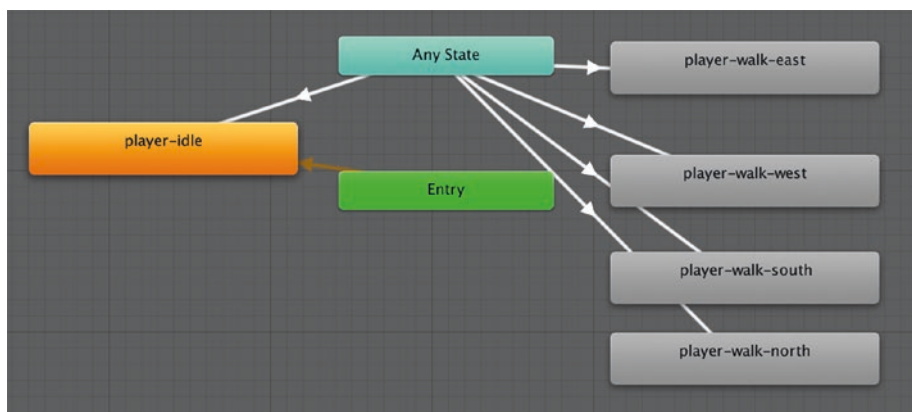 Any State
player-walk-east
player-idle
player-walk-west
Entry
player-walk-south
player-walk-north